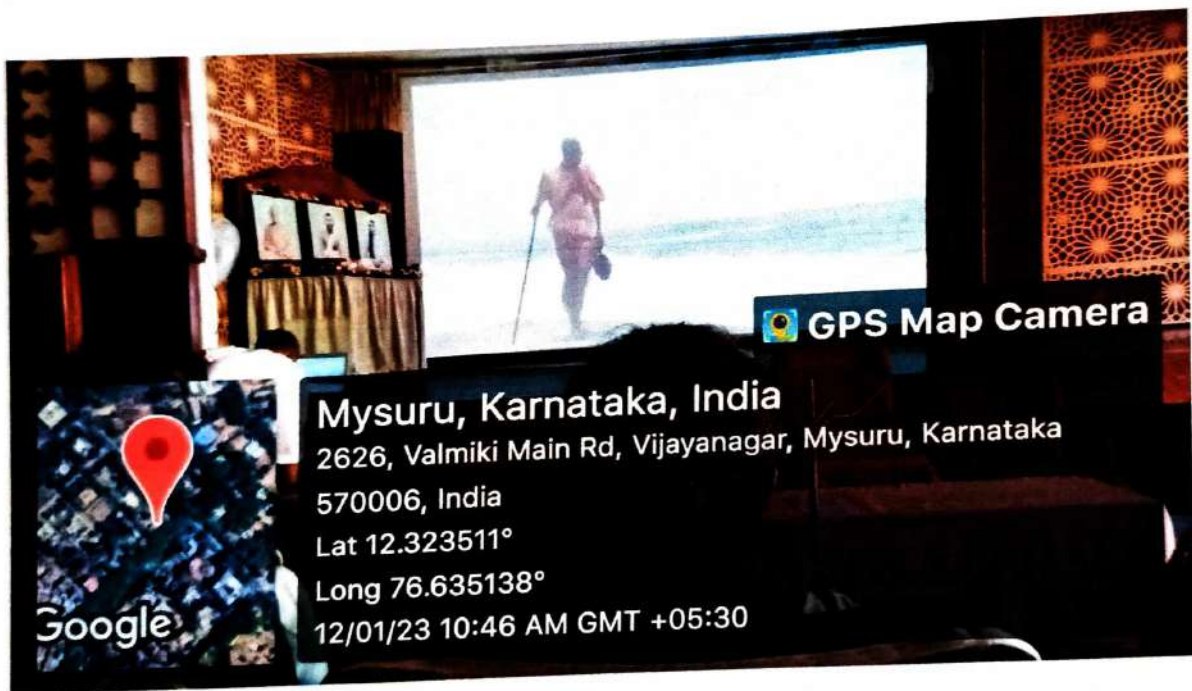 GPS Map Camera
Mysuru, Karnataka, India
2626, Valmiki Main Rd, Vijayanagar, Mysuru, Karnataka
570006, India
Lat 12.323511°
Long 76.635138°
12/01/23 10:46 AM GMT +05:30
Google